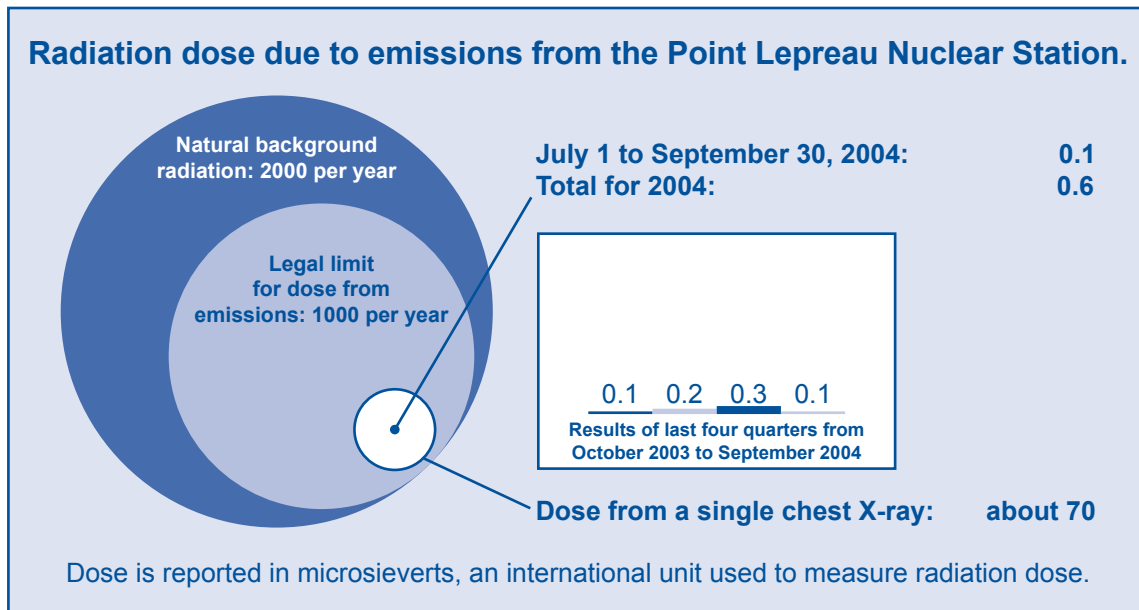 Radiation dose due to emissions from the Point Lepreau Nuclear Station.
Natural background
radiation: 2000 per year
Legal limit
for dose from
emissions: 1000 per year
July 1 to September 30, 2004: 0.1
Total for 2004: 0.6
0.1 0.2 0.3 0.1
Results of last four quarters from
October 2003 to September 2004
Dose from a single chest X-ray: about 70
Dose is reported in microsieverts, an international unit used to measure radiation dose.